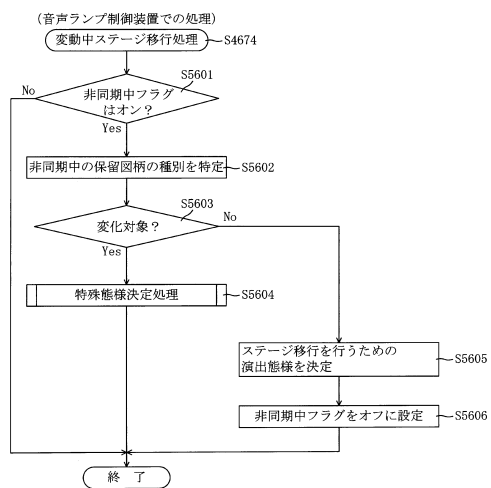 (音声ランプ制御装置での処理)
変動中ステージ移行処理
S4674
S5601
非同期中フラグ
はオン?
No
Yes
非同期中の保留図柄の種別を特定
S5602
S5603
変化対象?
No
Yes
特殊態様決定処理
S5604
ステージ移行を行うための
演出態様を決定
S5605
非同期中フラグをオフに設定
S5606
終 了